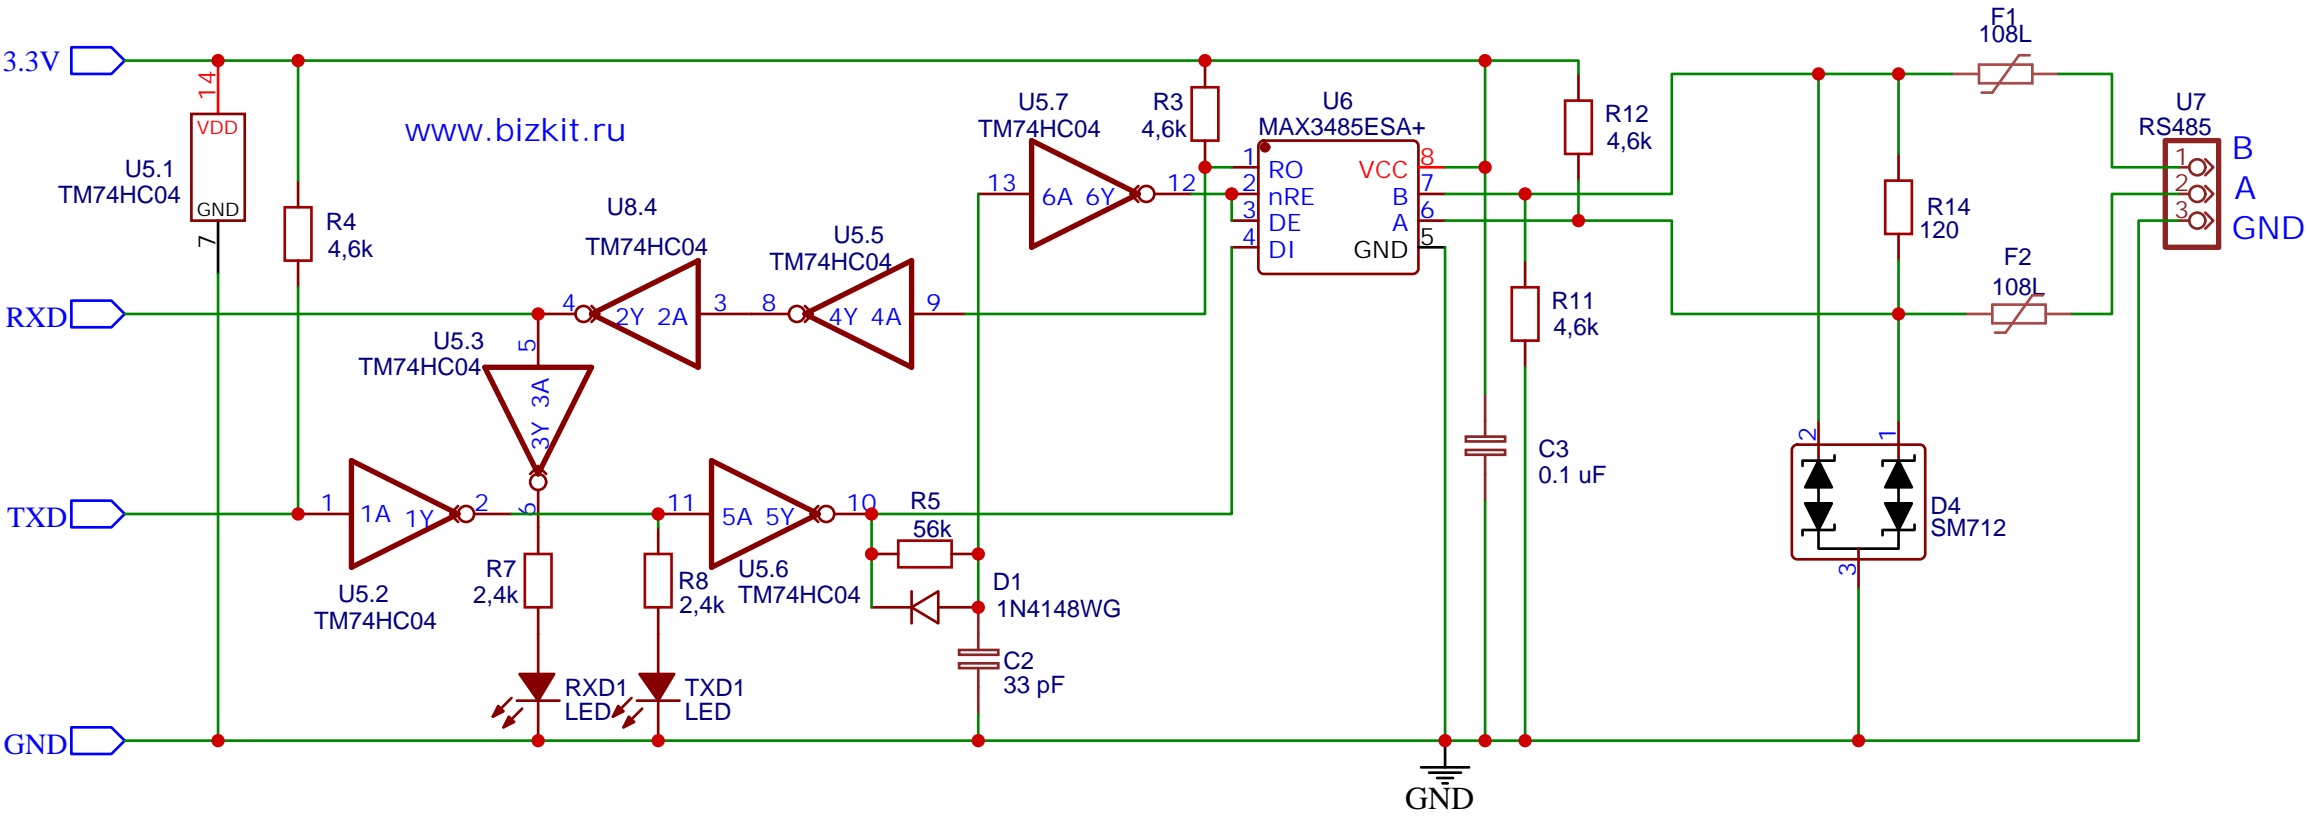 3.3V
14
VDD
GND
7
U5.1
TM74HC04
www.bizkit.ru
R4
4,6k
RXD
TXD
GND
1
1A 1Y
2
U5.2
TM74HC04
U5.3
TM74HC04
5
3A
3Y
6
R7
2,4k
RXD1
LED
R8
2,4k
TXD1
LED
U8.4
TM74HC04
4
2Y 2A
3
U5.5
TM74HC04
8
4Y 4A
9
11
5A 5Y
10
U5.6
TM74HC04
R5
56k
D1
1N4148WG
C2
33 pF
U5.7
TM74HC04
13
6A 6Y
12
R3
4,6k
U6
MAX3485ESA+
1 RO
2 nRE
3 DE
4 DI
VCC 8
B 7
A 6
GND 5
R12
4,6k
R11
4,6k
C3
0.1 uF
GND
F1
108L
R14
120
F2
108L
2
1
3
D4
SM712
U7
RS485
1
2
3
B
A
GND